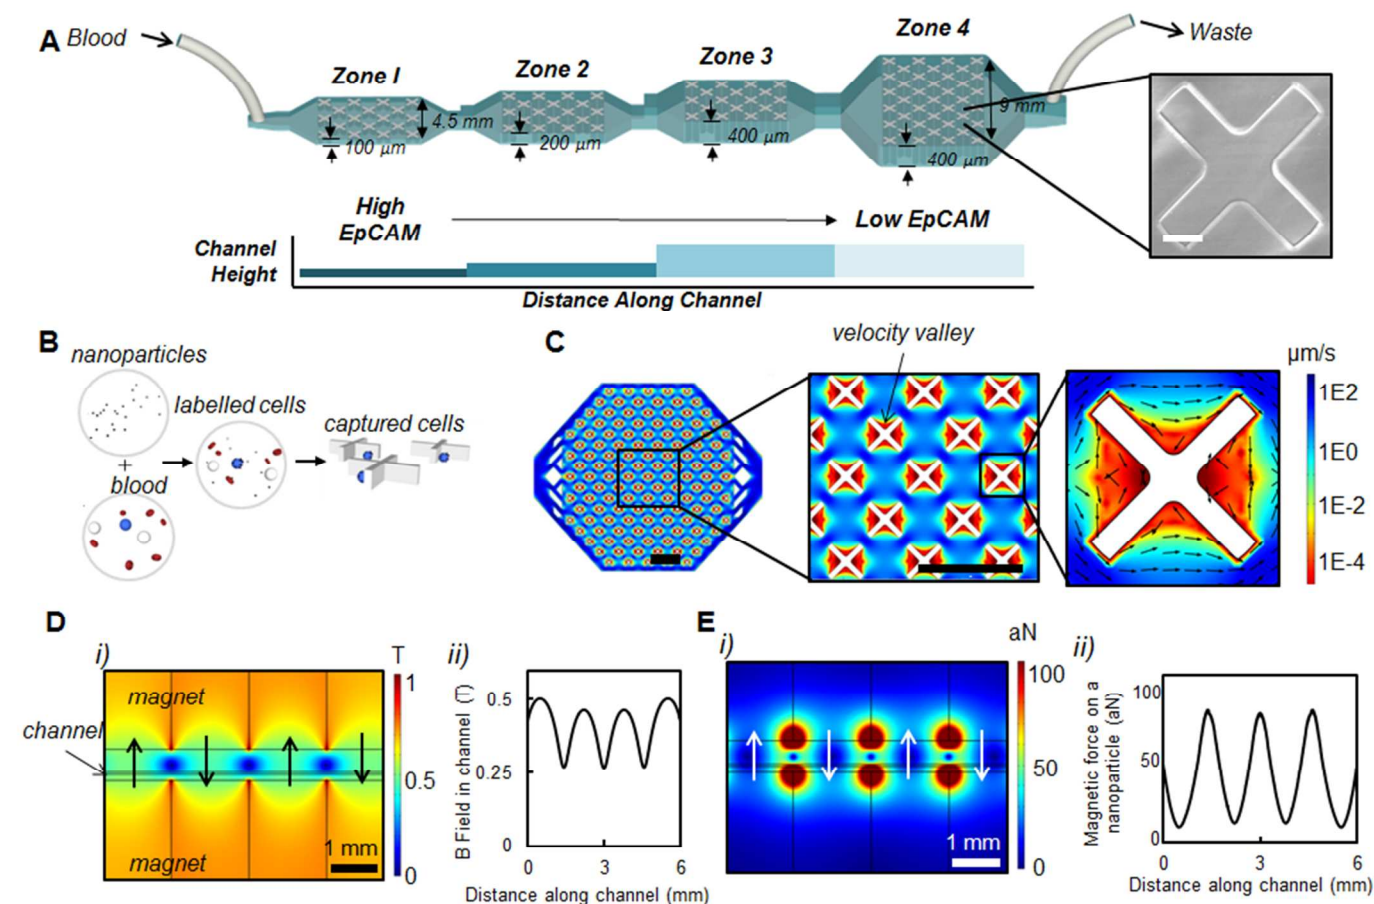 A
Blood
Zone I
Zone 2
Zone 3
Zone 4
Waste
4.5 mm
9 mm
100 μm
200 μm
400 μm
400 μm
High
EpCAM
Low EpCAM
Channel
Height
Distance Along Channel
B
nanoparticles
+
blood
labelled cells
captured cells
C
velocity valley
μm/s
1E2
1E0
1E-2
1E-4
D
i)
T
magnet
channel
magnet
1 mm
1
0.5
0
ii)
B Field in channel (T)
0.5
0.25
0
0
3
6
Distance along channel (mm)
E
i)
aN
100
50
0
1 mm
ii)
Magnetic force on a
nanoparticle (aN)
100
50
0
0
3
6
Distance along channel (mm)